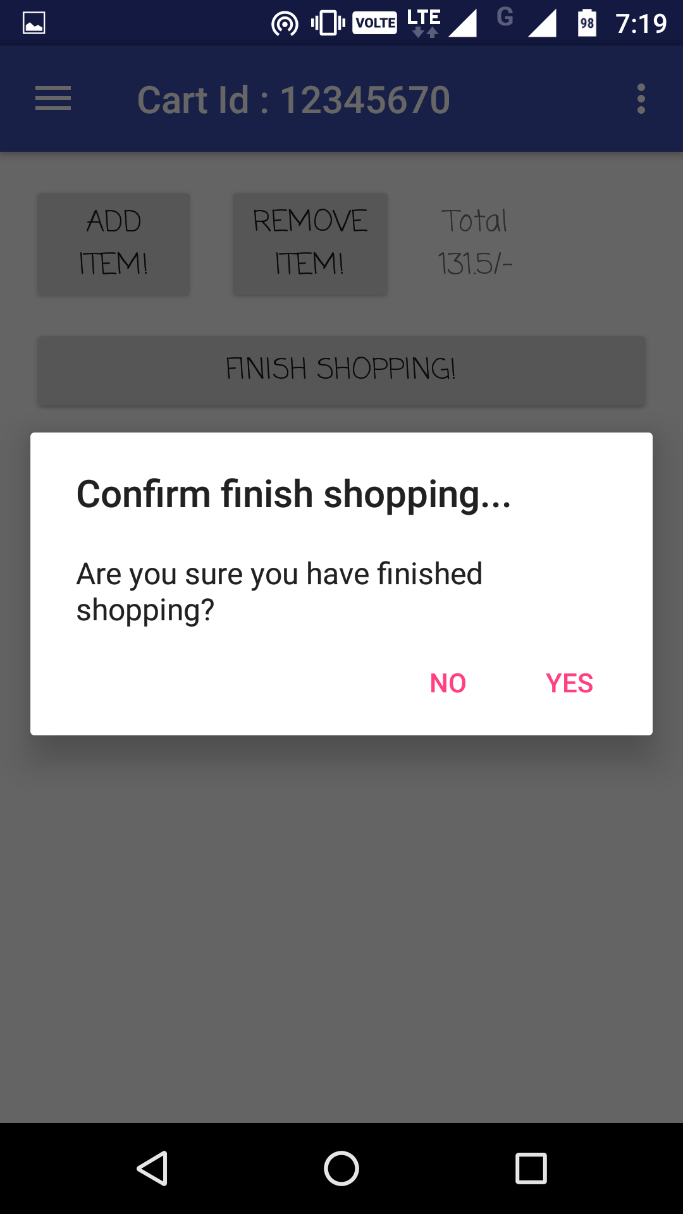 VOLTE LTE G 98 7:19
Cart Id : 12345670
ADD ITEM!
REMOVE ITEM!
Total
131.5/-
FINISH SHOPPING!
Confirm finish shopping...
Are you sure you have finished
shopping?
NO YES